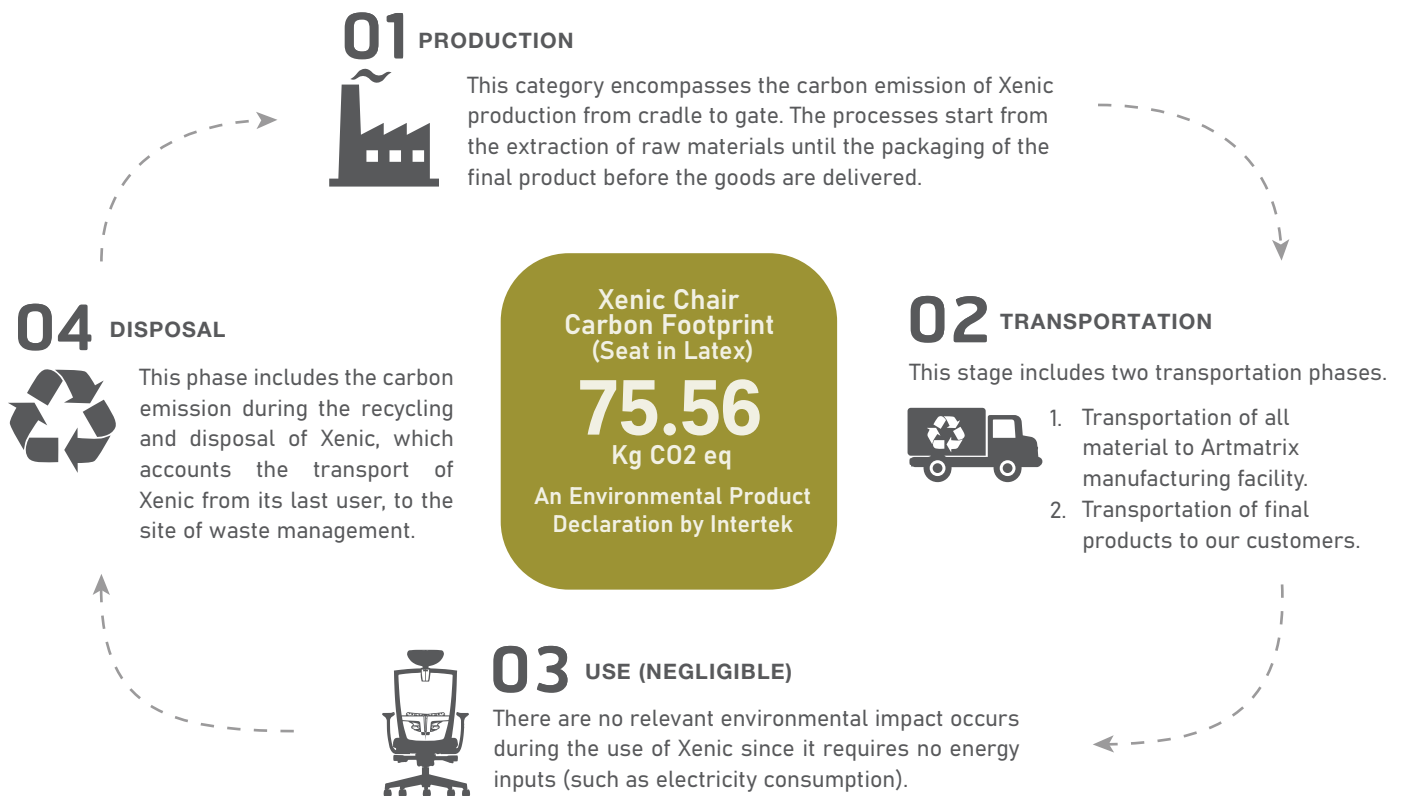 01 PRODUCTION
This category encompasses the carbon emission of Xenic
production from cradle to gate. The processes start from
the extraction of raw materials until the packaging of the
final product before the goods are delivered.
02 TRANSPORTATION
This stage includes two transportation phases.
1. Transportation of all
material to Artmatrix
manufacturing facility.
2. Transportation of final
products to our customers.
03 USE (NEGLIGIBLE)
There are no relevant environmental impact occurs
during the use of Xenic since it requires no energy
inputs (such as electricity consumption).
04 DISPOSAL
This phase includes the carbon
emission during the recycling
and disposal of Xenic, which
accounts the transport of
Xenic from its last user, to the
site of waste management.
Xenic Chair
Carbon Footprint
(Seat in Latex)
75.56
Kg CO2 eq
An Environmental Product
Declaration by Intertek